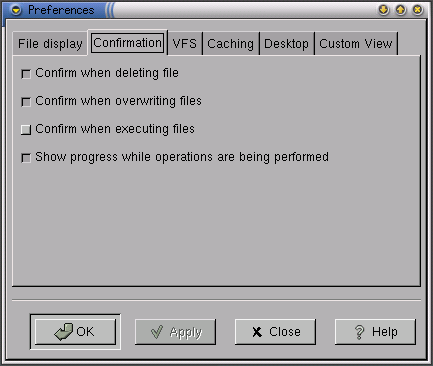 Preferences
File display Confirmation VFS Caching Desktop Custom View
Confirm when deleting file
Confirm when overwriting files
Confirm when executing files
Show progress while operations are being performed
OK Apply Close Help